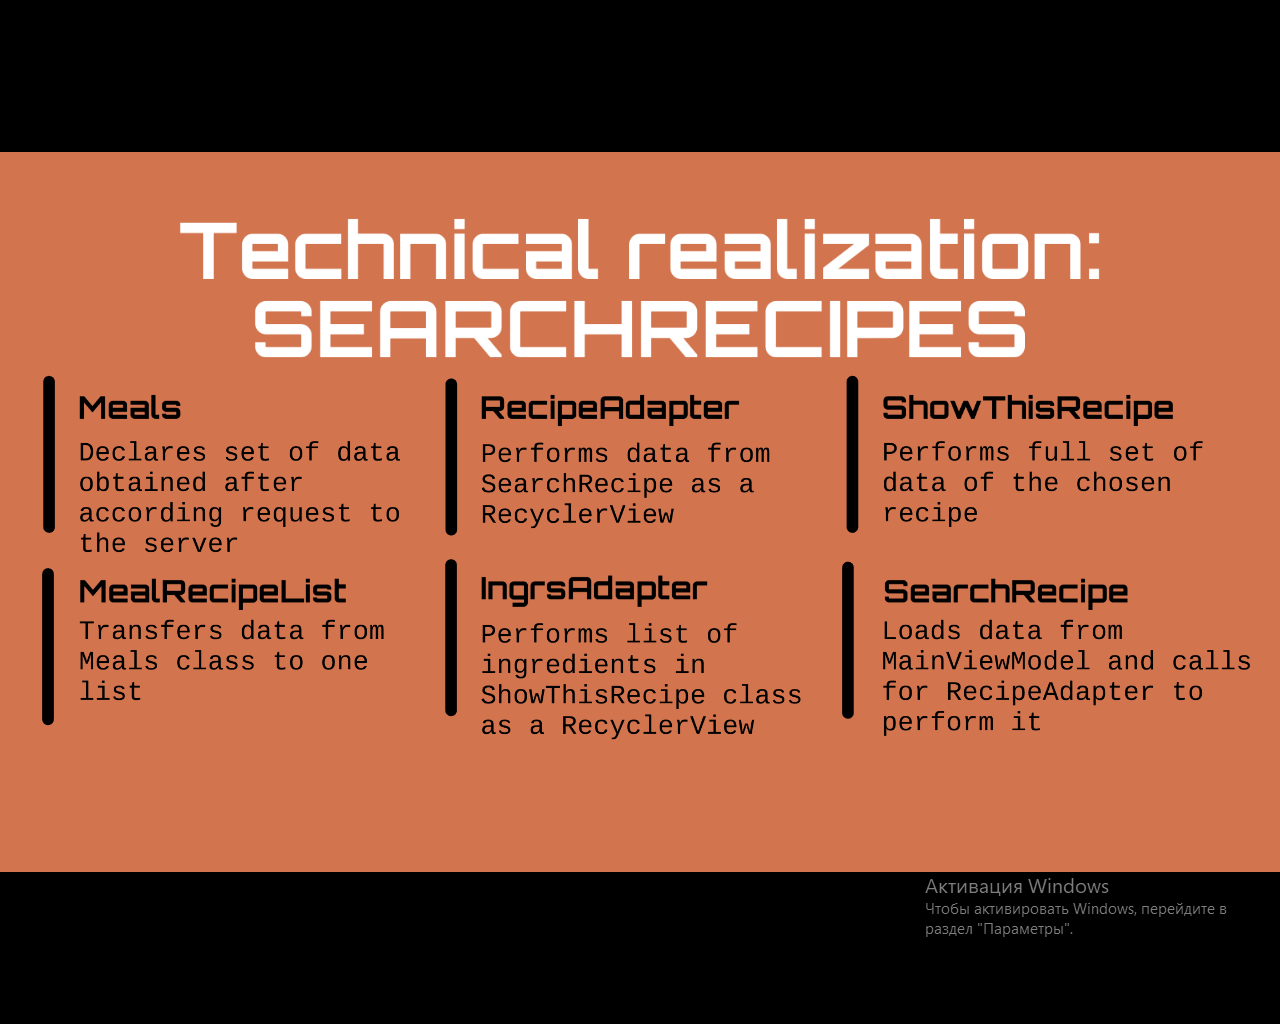 Technical realization:
SEARCHRECIPES
Meals
Declares set of data
obtained after
according request to
the server
RecipeAdapter
Performs data from
SearchRecipe as a
RecyclerView
ShowThisRecipe
Performs full set of
data of the chosen
recipe
MealRecipeList
Transfers data from
Meals class to one
list
IngrsAdapter
Performs list of
ingredients in
ShowThisRecipe class
as a RecyclerView
SearchRecipe
Loads data from
MainViewModel and calls
for RecipeAdapter to
perform it
Активация Windows
Чтобы активировать Windows, перейдите в
раздел "Параметры".